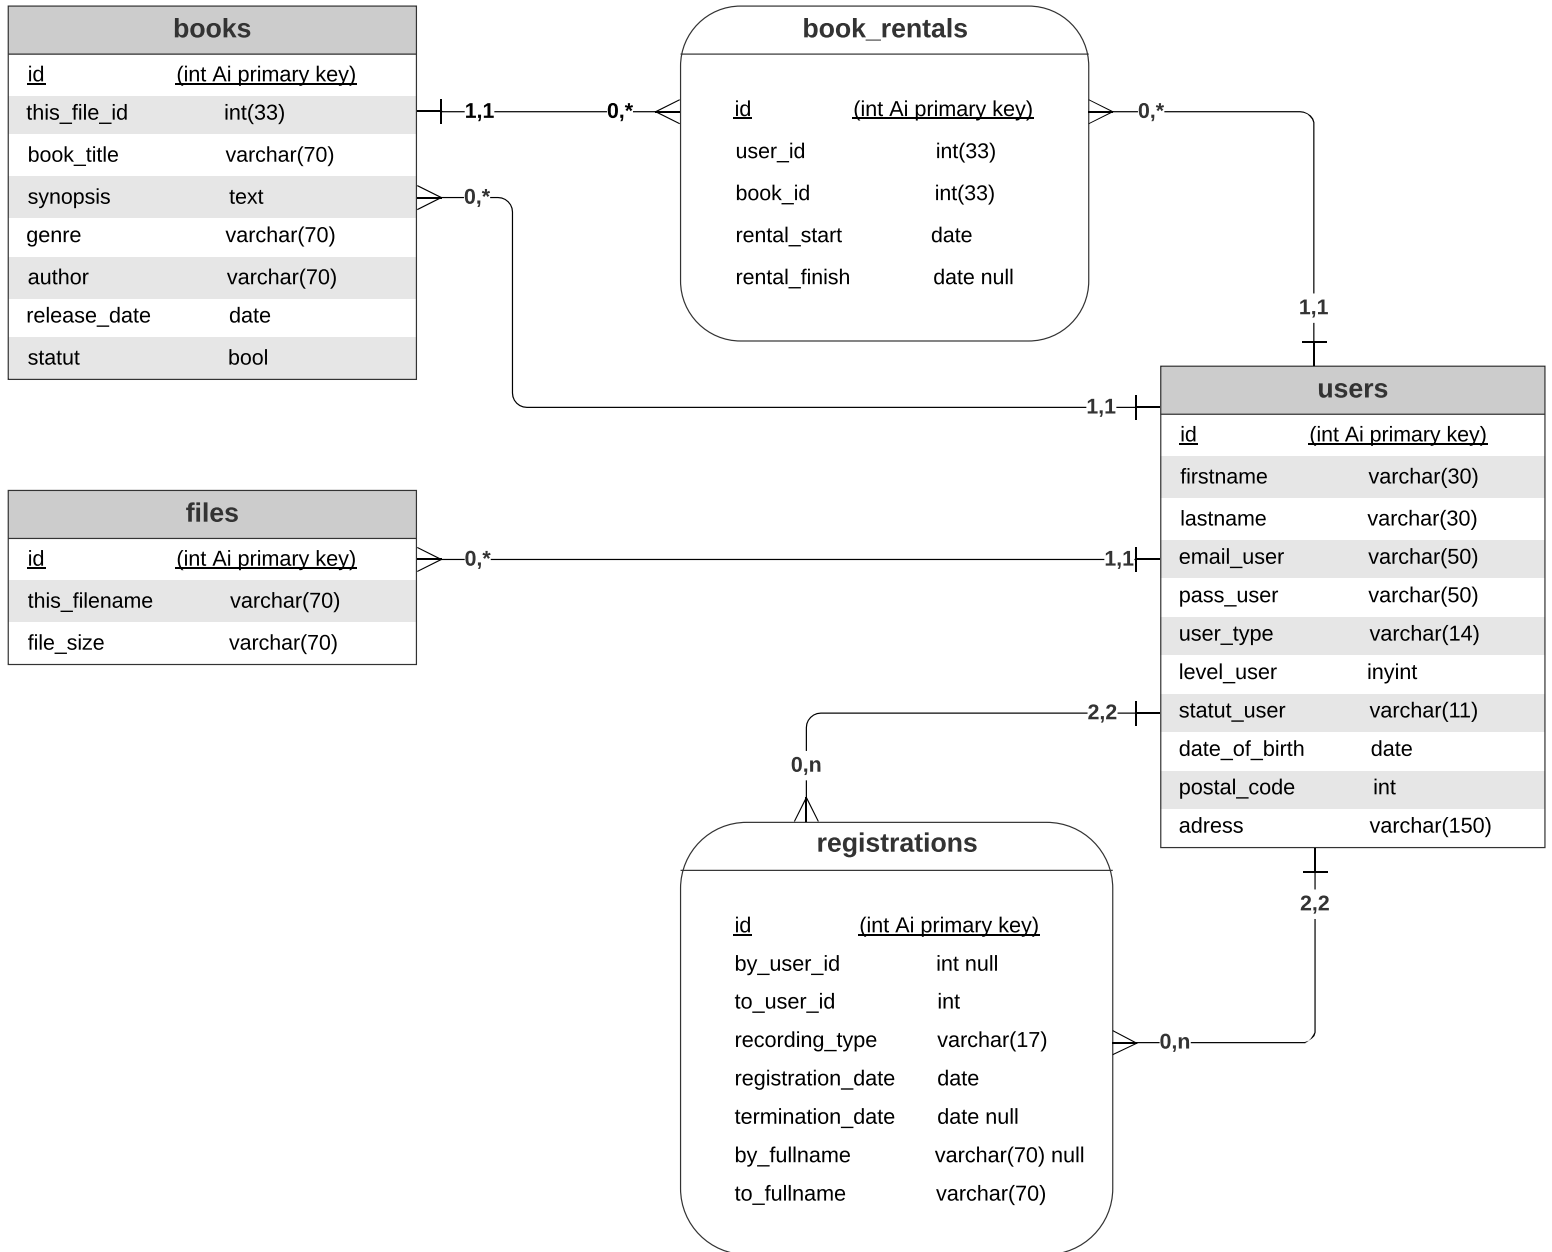 books
id (int Ai primary key)
this_file_id int(33)
book_title varchar(70)
synopsis text
genre varchar(70)
author varchar(70)
release_date date
statut bool
1,1 0,*
0,*
book_rentals
id (int Ai primary key)
user_id int(33)
book_id int(33)
rental_start date
rental_finish date null
0,*
1,1
1,1
users
id (int Ai primary key)
firstname varchar(30)
lastname varchar(30)
email_user varchar(50)
pass_user varchar(50)
user_type varchar(14)
level_user inyint
statut_user varchar(11)
date_of_birth date
postal_code int
adress varchar(150)
files
id (int Ai primary key)
this_filename varchar(70)
file_size varchar(70)
0,* 1,1
2,2
0,n
2,2
0,n
registrations
id (int Ai primary key)
by_user_id int null
to_user_id int
recording_type varchar(17)
registration_date date
termination_date date null
by_fullname varchar(70) null
to_fullname varchar(70)